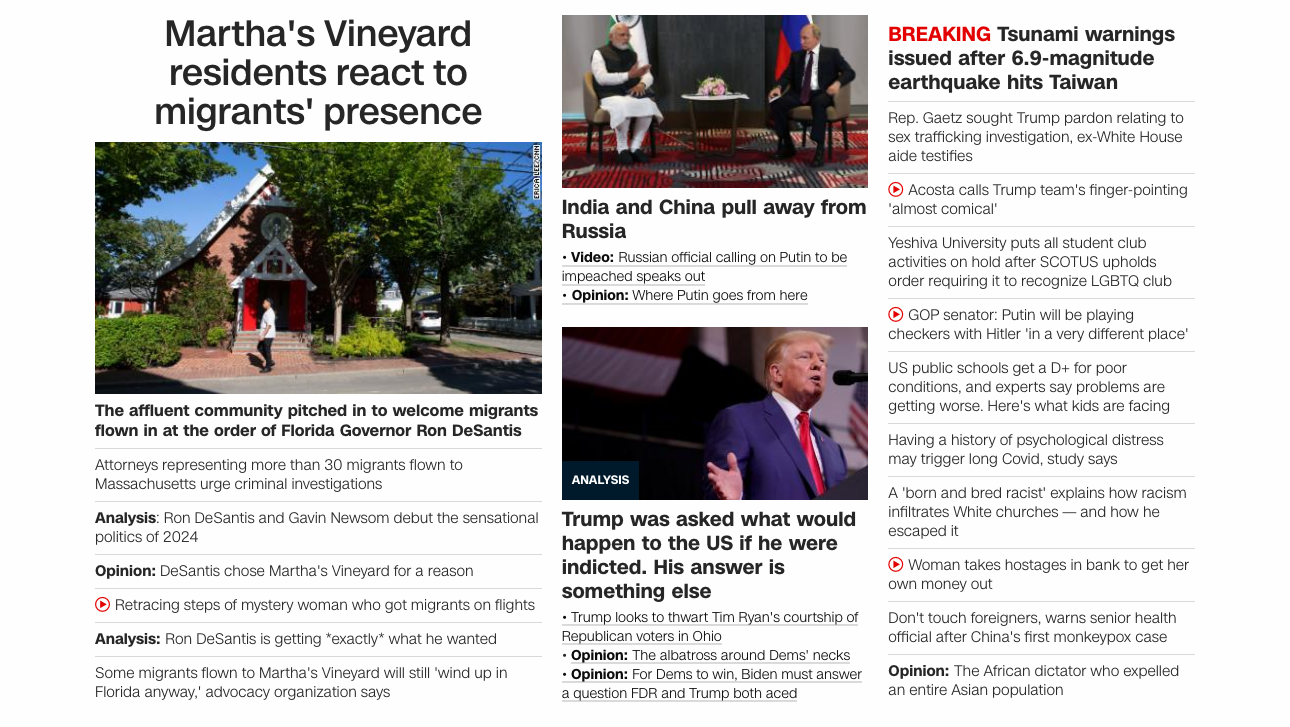 Martha's Vineyard
residents react to
migrants' presence
ERICA LEE/CNN
The affluent community pitched in to welcome migrants
flown in at the order of Florida Governor Ron DeSantis
Attorneys representing more than 30 migrants flown to
Massachusetts urge criminal investigations
Analysis: Ron DeSantis and Gavin Newsom debut the sensational
politics of 2024
Opinion: DeSantis chose Martha's Vineyard for a reason
Retracing steps of mystery woman who got migrants on flights
Analysis: Ron DeSantis is getting *exactly* what he wanted
Some migrants flown to Martha's Vineyard will still 'wind up in
Florida anyway,' advocacy organization says
India and China pull away from
Russia
• Video: Russian official calling on Putin to be
impeached speaks out
• Opinion: Where Putin goes from here
ANALYSIS
Trump was asked what would
happen to the US if he were
indicted. His answer is
something else
• Trump looks to thwart Tim Ryan's courtship of
Republican voters in Ohio
• Opinion: The albatross around Dems' necks
• Opinion: For Dems to win, Biden must answer
a question FDR and Trump both aced
BREAKING Tsunami warnings
issued after 6.9-magnitude
earthquake hits Taiwan
Rep. Gaetz sought Trump pardon relating to
sex trafficking investigation, ex-White House
aide testifies
Acosta calls Trump team's finger-pointing
'almost comical'
Yeshiva University puts all student club
activities on hold after SCOTUS upholds
order requiring it to recognize LGBTQ club
GOP senator: Putin will be playing
checkers with Hitler 'in a very different place'
US public schools get a D+ for poor
conditions, and experts say problems are
getting worse. Here's what kids are facing
Having a history of psychological distress
may trigger long Covid, study says
A 'born and bred racist' explains how racism
infiltrates White churches — and how he
escaped it
Woman takes hostages in bank to get her
own money out
Don't touch foreigners, warns senior health
official after China's first monkeypox case
Opinion: The African dictator who expelled
an entire Asian population